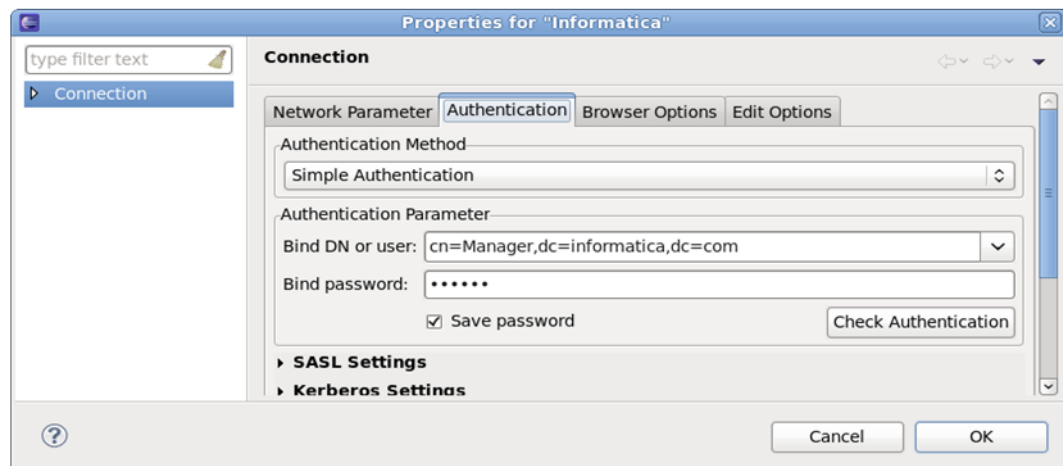 Properties for "Informatica"
type filter text
Connection
Connection
Network Parameter Authentication Browser Options Edit Options
Authentication Method
Simple Authentication
Authentication Parameter
Bind DN or user: cn=Manager,dc=informatica,dc=com
Bind password: ••••••
Save password Check Authentication
SASL Settings
Kerberos Settings
Cancel OK